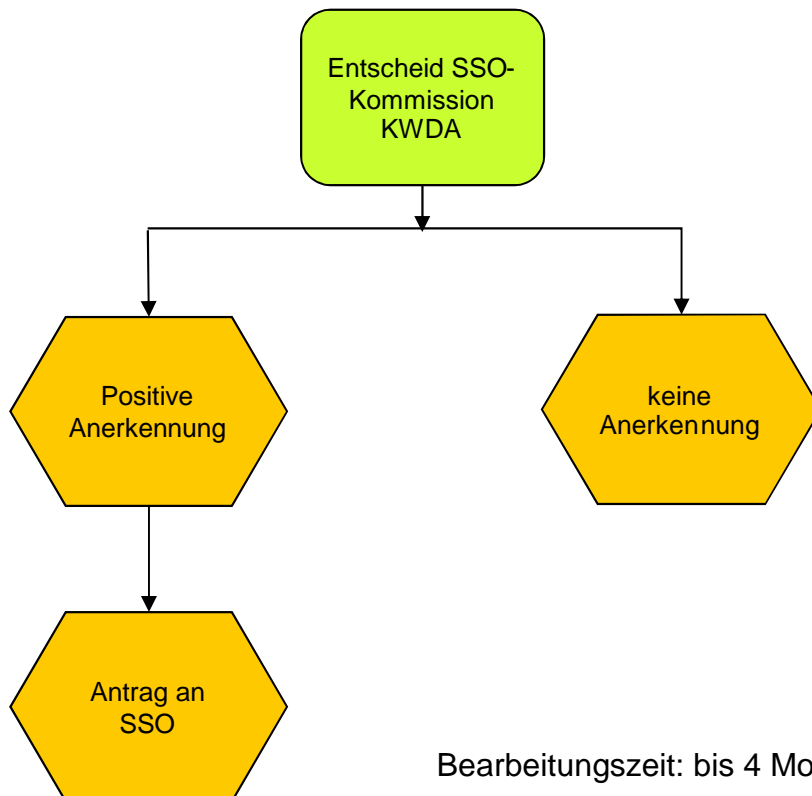 Entscheid SSO-
Kommission
KWDA
Positive
Anerkennung
keine
Anerkennung
Antrag an
SSO
Bearbeitungszeit: bis 4